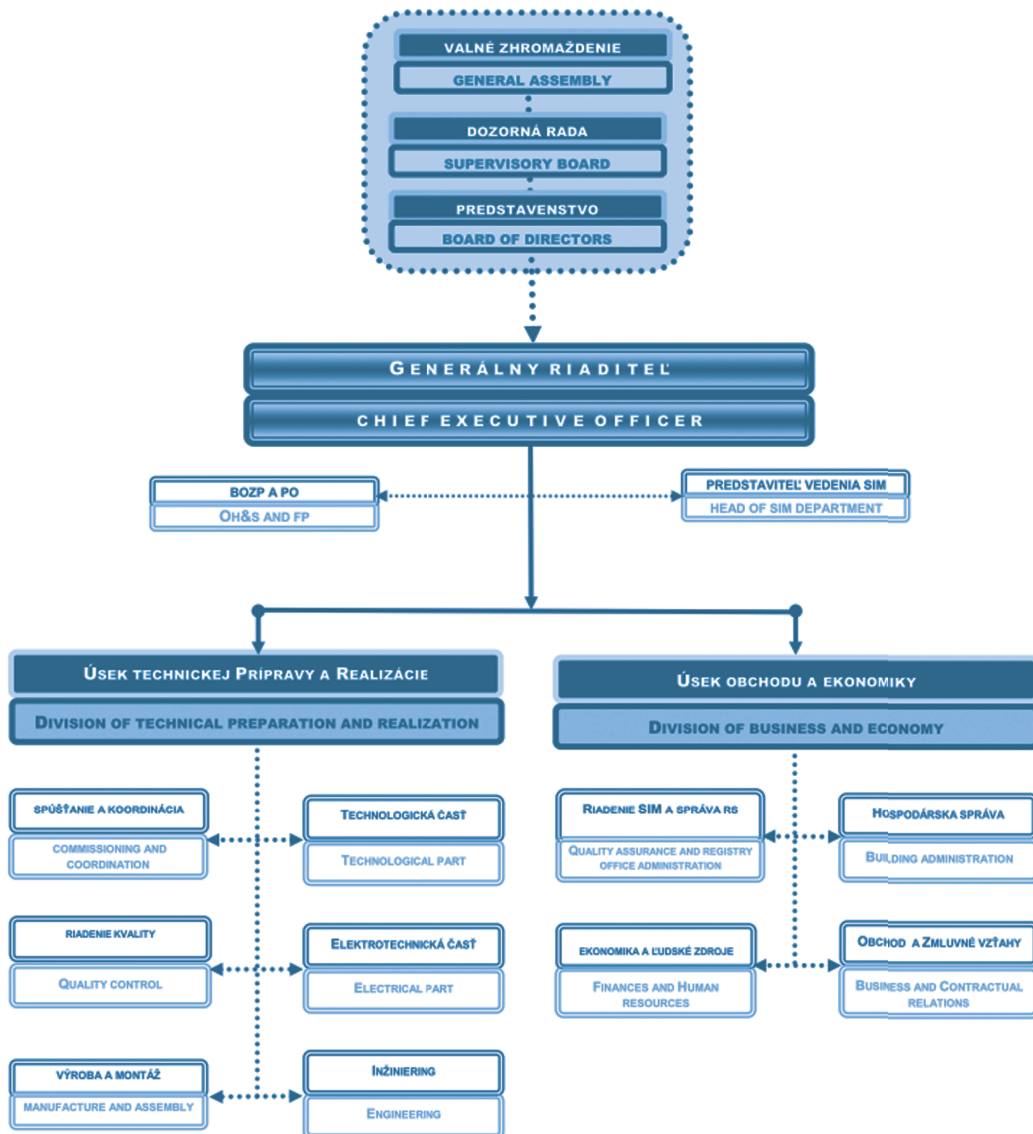 VALNÉ ZHROMAŽDENIE
GENERAL ASSEMBLY
DOZORNÁ RADA
SUPERVISORY BOARD
PREDSTAVENSTVO
BOARD OF DIRECTORS
GENERÁLNY RIADITEĽ
CHIEF EXECUTIVE OFFICER
BOZP A PO
OH&S AND FP
PREDSTAVITEĽ VEDENIA SIM
HEAD OF SIM DEPARTMENT
ÚSEK TECHNICKEJ PRÍPRAVY A REALIZÁCIE
DIVISION OF TECHNICAL PREPARATION AND REALIZATION
SPÚŠŤANIE A KOORDINÁCIA
COMMISSIONING AND
COORDINATION
TECHNOLOGICKÁ ČASŤ
TECHNOLOGICAL PART
RIADENIE KVALITY
QUALITY CONTROL
ELEKTROTECHNICKÁ ČASŤ
ELECTRICAL PART
VÝROBA A MONTÁŽ
MANUFACTURE AND ASSEMBLY
INŽINIERING
ENGINEERING
ÚSEK OBCHODU A EKONOMIKY
DIVISION OF BUSINESS AND ECONOMY
RIADENIE SIM A SPRÁVA RS
QUALITY ASSURANCE AND REGISTRY
OFFICE ADMINISTRATION
HOSPODÁRSKA SPRÁVA
BUILDING ADMINISTRATION
EKONOMIKA A ĽUDSKÉ ZDROJE
FINANCES AND HUMAN
RESOURCES
OBCHOD A ZMLUVNÉ VZŤAHY
BUSINESS AND CONTRACTUAL
RELATIONS